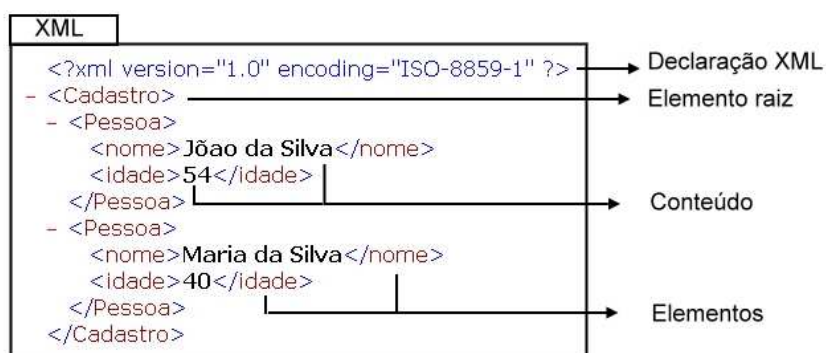 XML
<?xml version="1.0" encoding="ISO-8859-1" ?> Declaração XML
- <Cadastro> Elemento raiz
- <Pessoa>
<nome>Jõao da Silva</nome>
<idade>54</idade>
</Pessoa> Conteúdo
- <Pessoa>
<nome>Maria da Silva</nome>
<idade>40</idade>
</Pessoa> Elementos
</Cadastro>